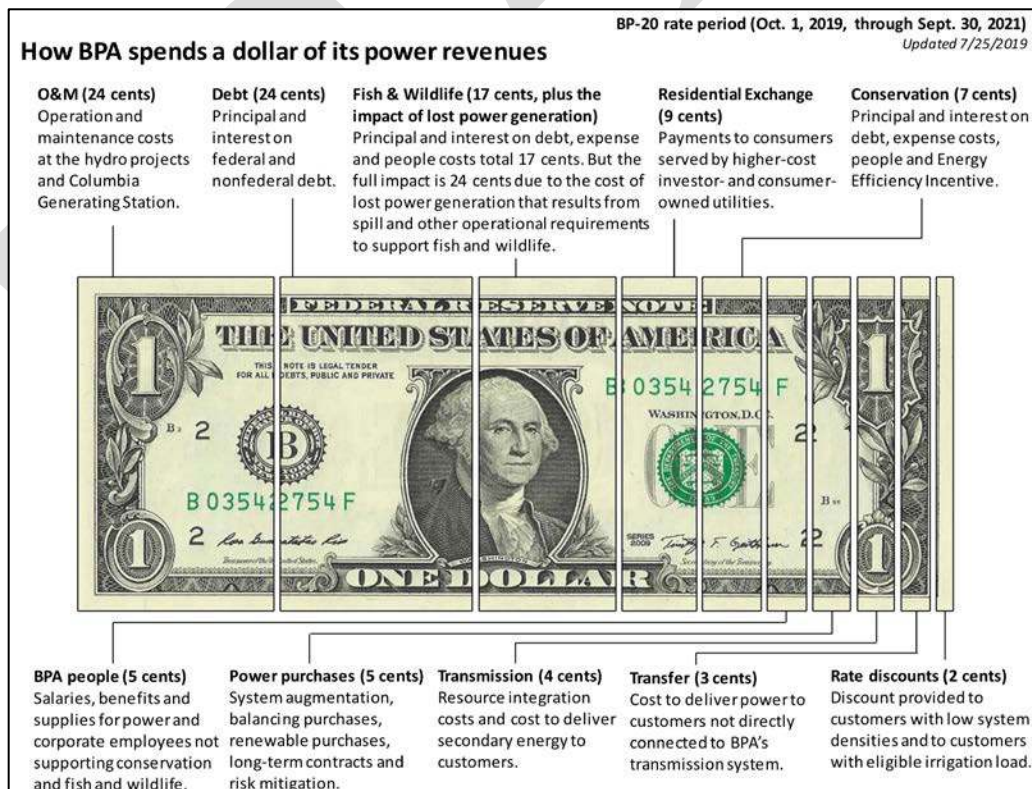 BP-20 rate period (Oct. 1, 2019, through Sept. 30, 2021)
Updated 7/25/2019
How BPA spends a dollar of its power revenues
O&M (24 cents)
Operation and
maintenance costs
at the hydro projects
and Columbia
Generating Station.
Debt (24 cents)
Principal and
interest on
federal and
nonfederal debt.
Fish & Wildlife (17 cents, plus the
impact of lost power generation)
Principal and interest on debt, expense
and people costs total 17 cents. But the
full impact is 24 cents due to the cost of
lost power generation that results from
spill and other operational requirements
to support fish and wildlife.
Residential Exchange
(9 cents)
Payments to consumers
served by higher-cost
investor- and consumer-
owned utilities.
Conservation (7 cents)
Principal and interest on
debt, expense costs,
people and Energy
Efficiency Incentive.
FEDERAL RESERVE NOTE
THE UNITED STATES OF AMERICA
1
1
THIS NOTE IS LEGAL TENDER
FOR ALL DEBTS, PUBLIC AND PRIVATE
B 03542754 F
WASHINGTON, D.C.
B
2
2
ONE
B 03542754 F
2
2
SERIES
2009
WASHINGTON
1
1
ONE DOLLAR
BPA people (5 cents)
Salaries, benefits and
supplies for power and
corporate employees not
supporting conservation
and fish and wildlife.
Power purchases (5 cents)
System augmentation,
balancing purchases,
renewable purchases,
long-term contracts and
risk mitigation.
Transmission (4 cents)
Resource integration
costs and cost to deliver
secondary energy to
customers.
Transfer (3 cents)
Cost to deliver power to
customers not directly
connected to BPA's
transmission system.
Rate discounts (2 cents)
Discount provided to
customers with low system
densities and to customers
with eligible irrigation load.